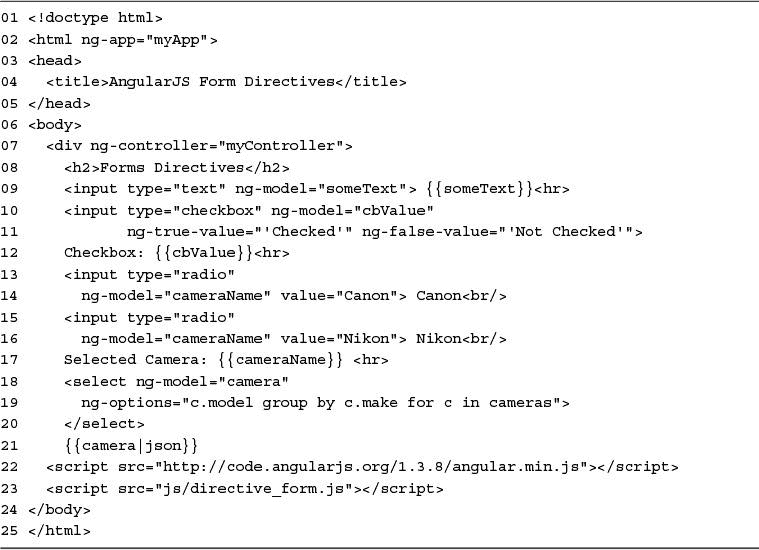 01 <!doctype html>
02 <html ng-app="myApp">
03 <head>
04   <title>AngularJS Form Directives</title>
05 </head>
06 <body>
07   <div ng-controller="myController">
08     <h2>Forms Directives</h2>
09     <input type="text" ng-model="someText"> {{someText}}<hr>
10     <input type="checkbox" ng-model="cbValue"
11            ng-true-value="'Checked'" ng-false-value="'Not Checked'">
12     Checkbox: {{cbValue}}<hr>
13     <input type="radio"
14       ng-model="cameraName" value="Canon"> Canon<br/>
15     <input type="radio"
16       ng-model="cameraName" value="Nikon"> Nikon<br/>
17     Selected Camera: {{cameraName}} <hr>
18     <select ng-model="camera"
19       ng-options="c.model group by c.make for c in cameras">
20     </select>
21     {{camera|json}}
22   <script src="http://code.angularjs.org/1.3.8/angular.min.js"></script>
23   <script src="js/directive_form.js"></script>
24 </body>
25 </html>